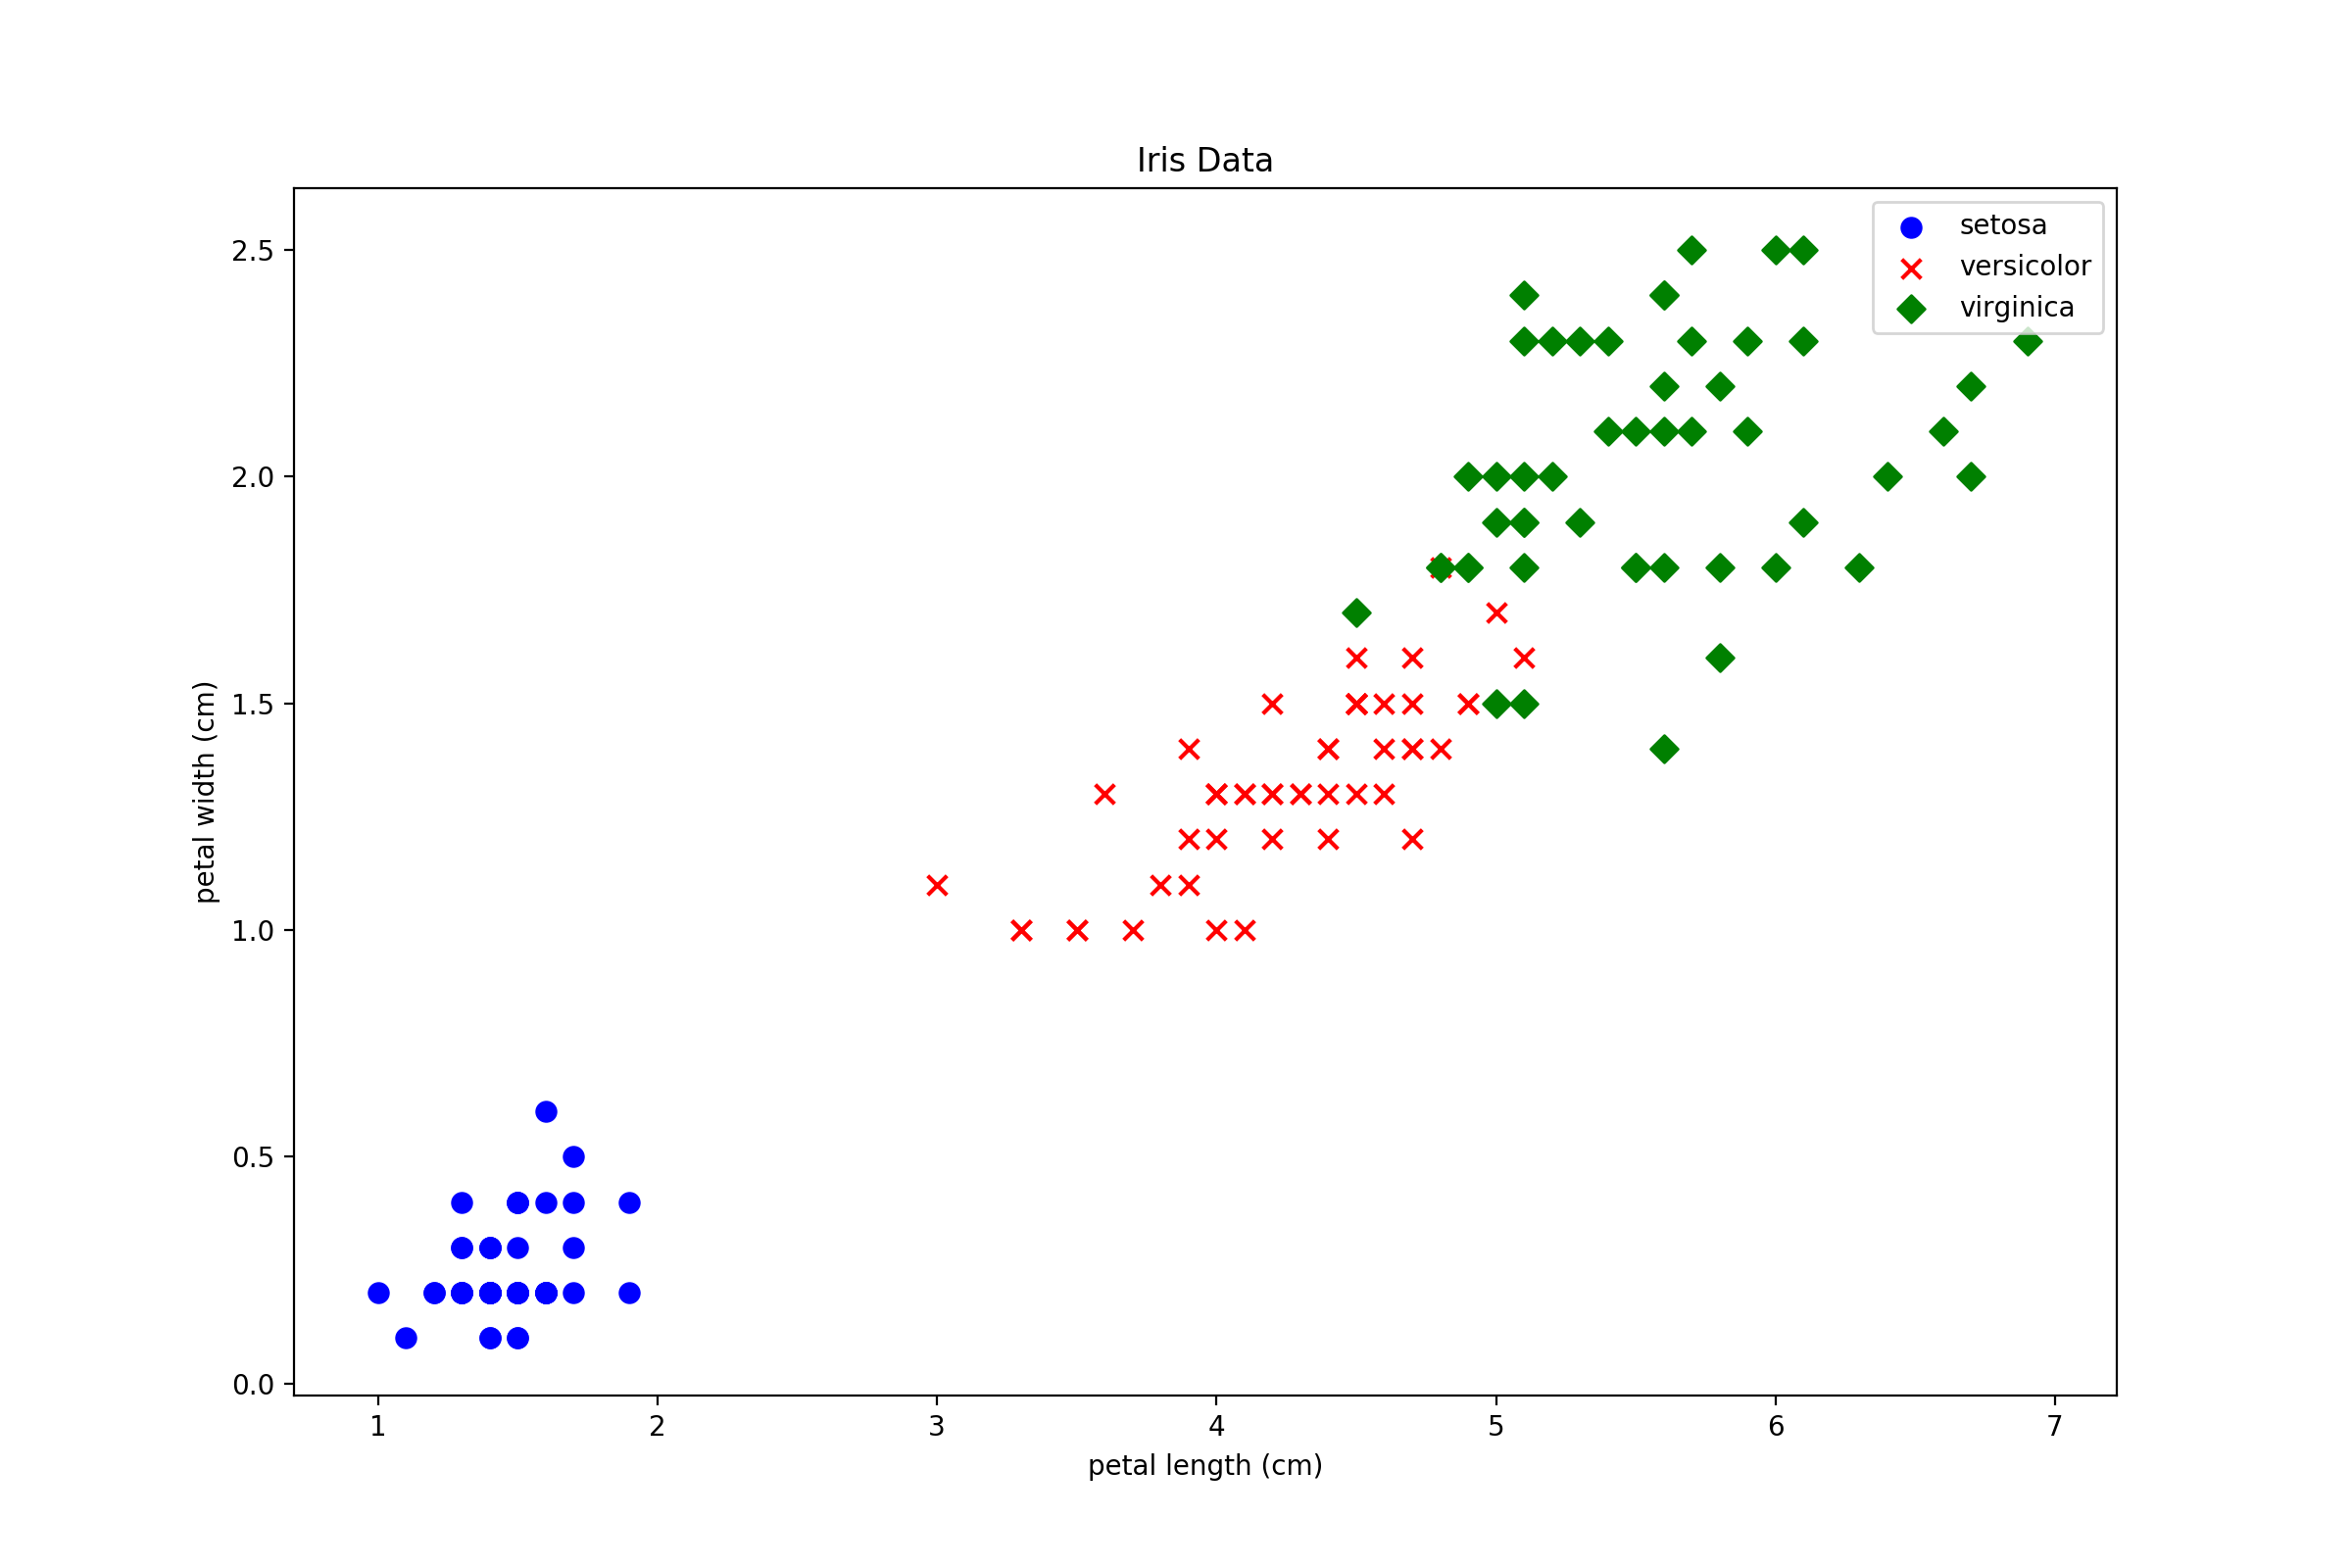 Iris Data
setosa
versicolor
virginica
2.5
2.0
1.5
1.0
0.5
0.0
petal width (cm)
1 2 3 4 5 6 7
petal length (cm)